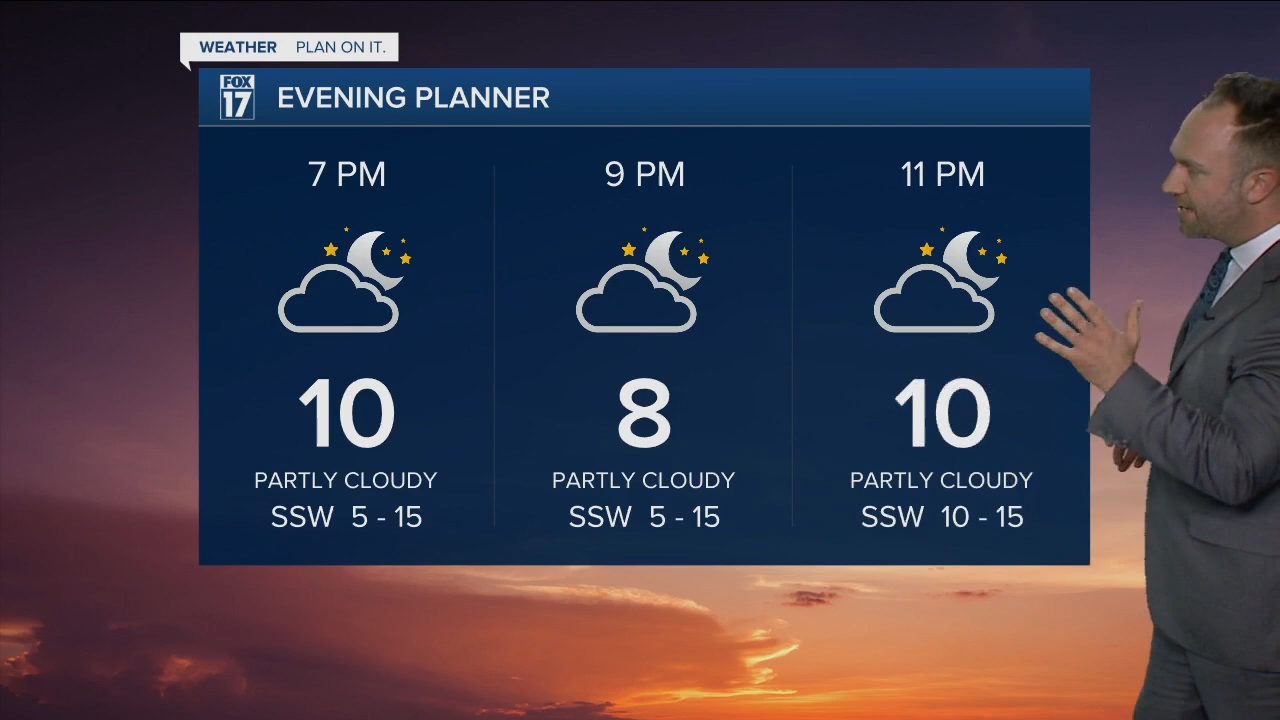 WEATHER PLAN ON IT.
FOX
17
EVENING PLANNER
7 PM
9 PM
11 PM
10
8
10
PARTLY CLOUDY
PARTLY CLOUDY
PARTLY CLOUDY
SSW 5 - 15
SSW 5 - 15
SSW 10 - 15